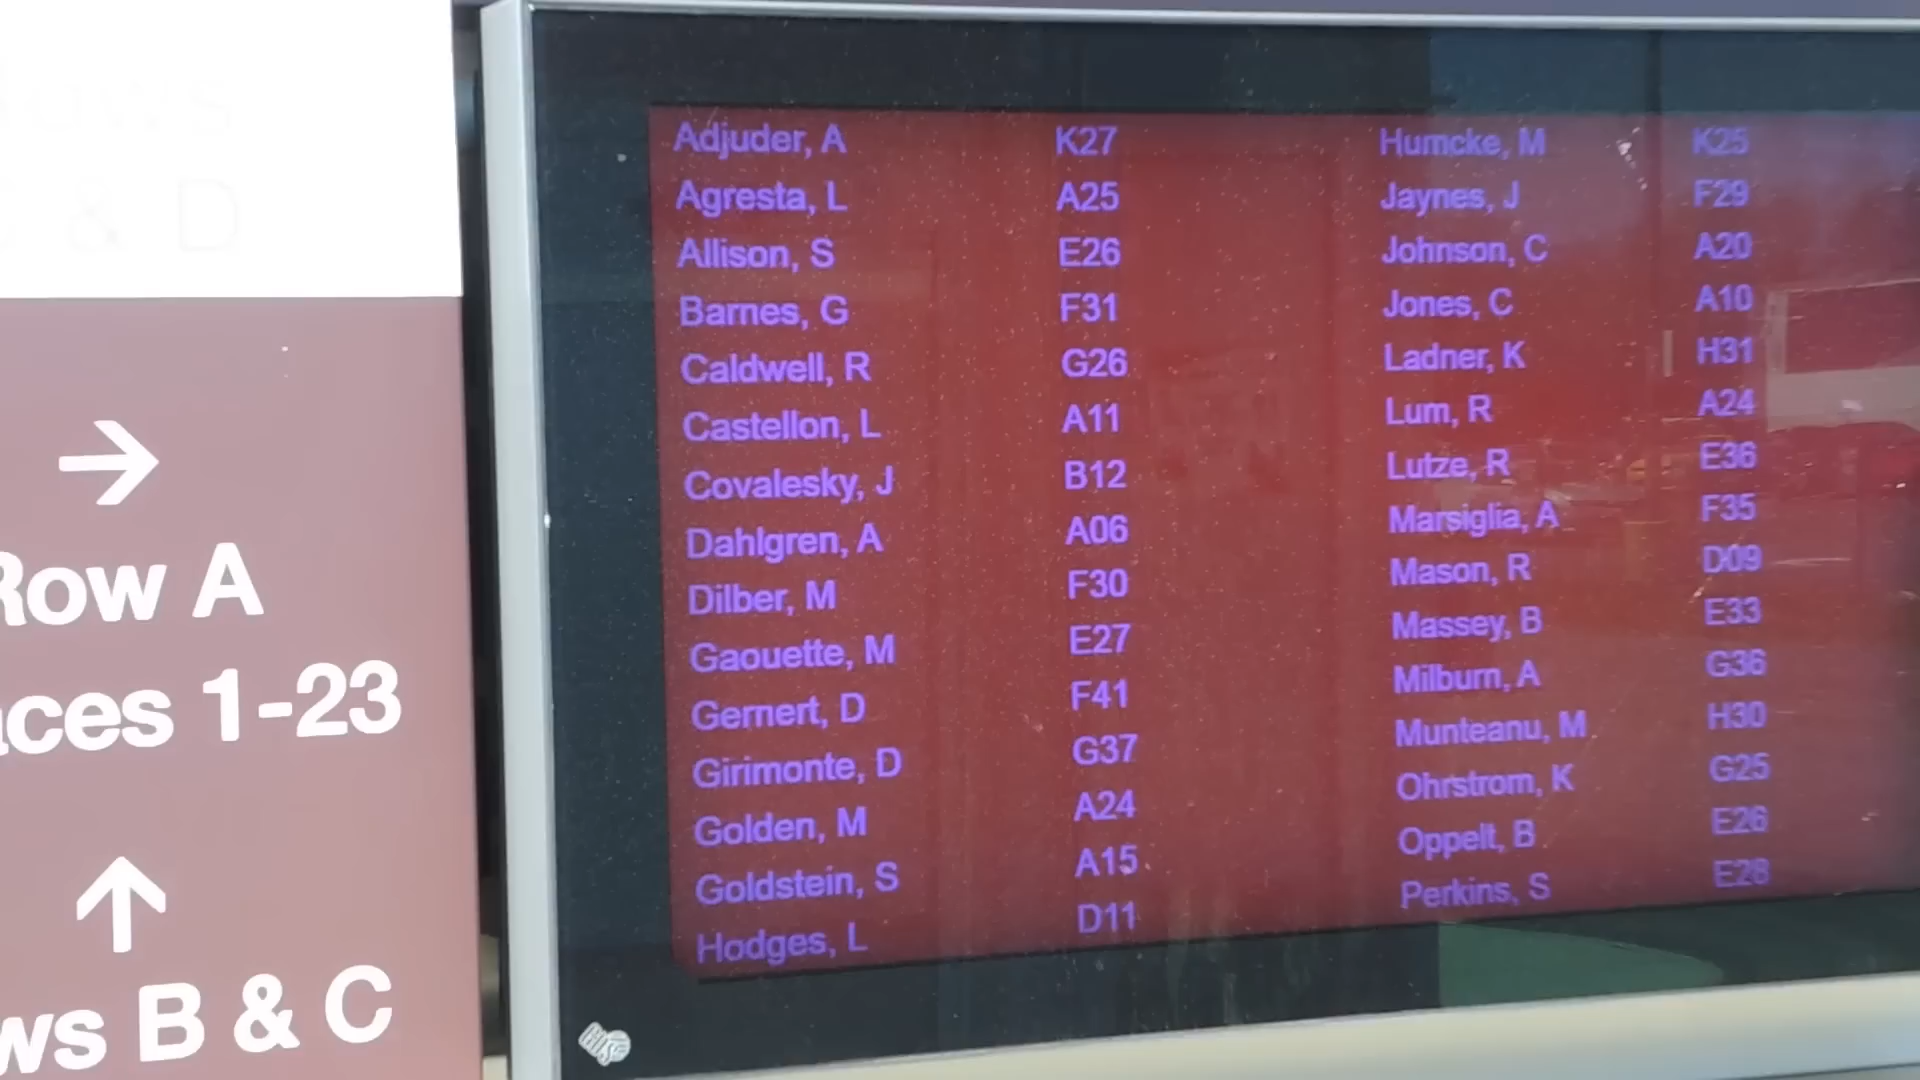 & D
Row A
aces 1-23
ws B & C
Adjuder, A K27
Agresta, L A25
Allison, S E26
Barnes, G F31
Caldwell, R G26
Castellon, L A11
Covalesky, J B12
Dahlgren, A A06
Dilber, M F30
Gaouette, M E27
Gernert, D F41
Girimonte, D G37
Golden, M A24
Goldstein, S A15
Hodges, L D11
Humcke, M K25
Jaynes, J F29
Johnson, C A20
Jones, C A10
Ladner, K H31
Lum, R A24
Lutze, R E36
Marsiglia, A F35
Mason, R D09
Massey, B E33
Milburn, A G36
Munteanu, M H30
Ohrstrom, K G25
Oppelt, B E26
Perkins, S E28